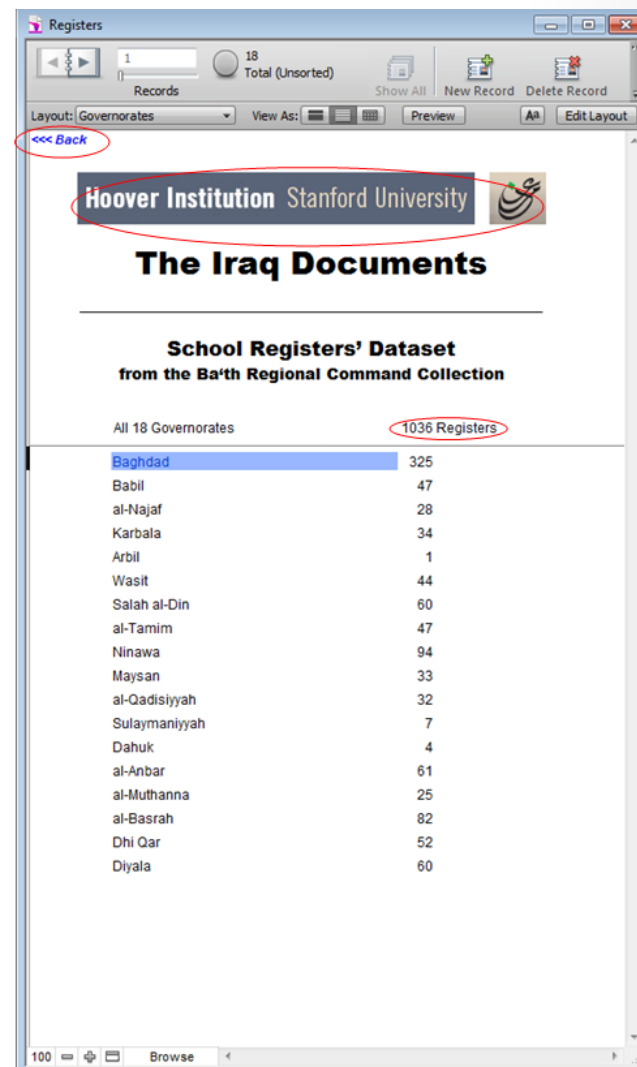 Registers
1
18
Total (Unsorted)
Records
Show All
New Record
Delete Record
Layout: Governorates
View As:
Preview
Aa
Edit Layout
<<< Back
Hoover Institution Stanford University
The Iraq Documents
School Registers’ Dataset
from the Ba‘th Regional Command Collection
All 18 Governorates 1036 Registers
Baghdad 325
Babil 47
al-Najaf 28
Karbala 34
Arbil 1
Wasit 44
Salah al-Din 60
al-Tamim 47
Ninawa 94
Maysan 33
al-Qadisiyyah 32
Sulaymaniyyah 7
Dahuk 4
al-Anbar 61
al-Muthanna 25
al-Basrah 82
Dhi Qar 52
Diyala 60
100 Browse